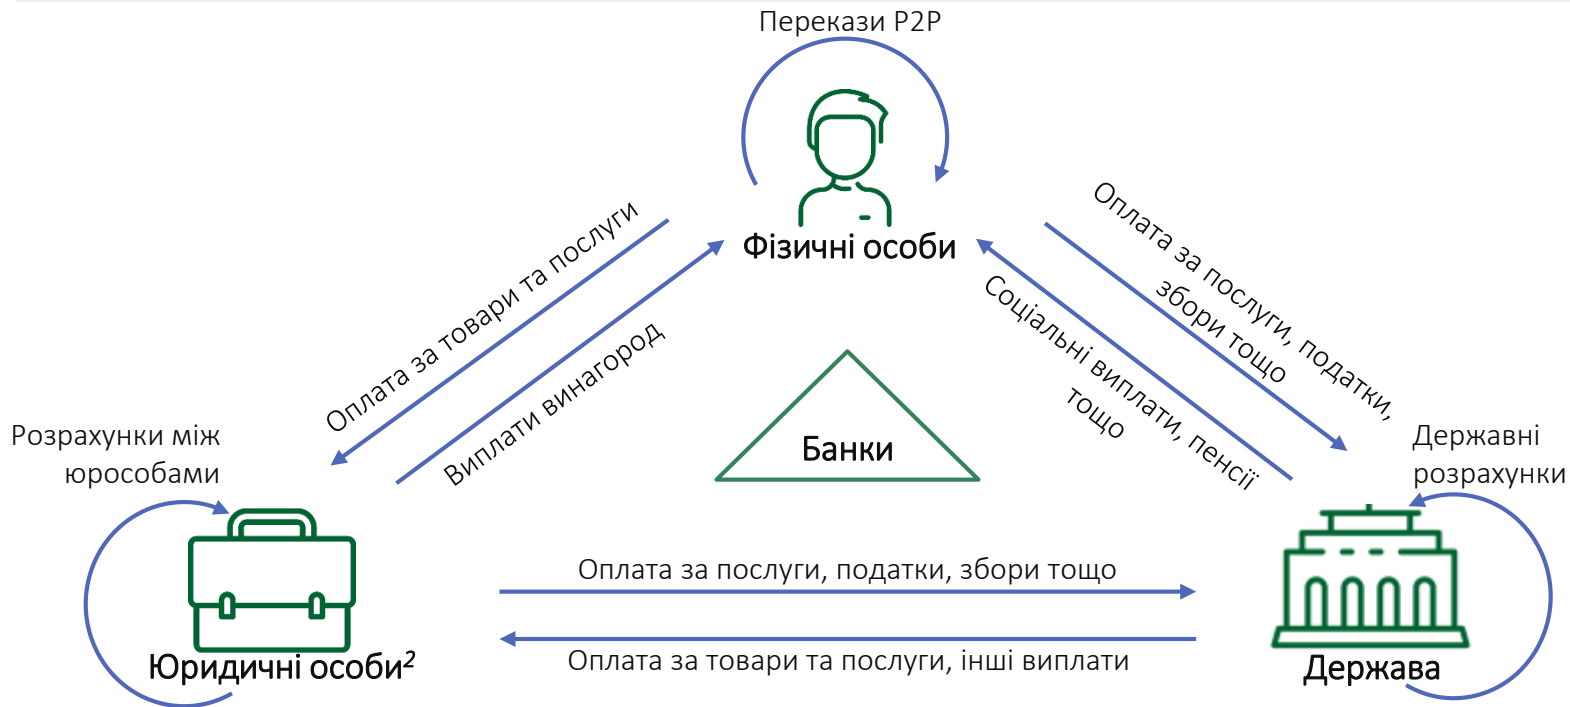 Перекази P2P
Фізичні особи
Оплата за товари та послуги
Виплати винагород
Оплата за послуги, податки,
збори тощо
Соціальні виплати, пенсії
тощо
Банки
Розрахунки між
юрособами
Державні
розрахунки
Оплата за послуги, податки, збори тощо
Оплата за товари та послуги, інші виплати
Юридичні особи²
Держава